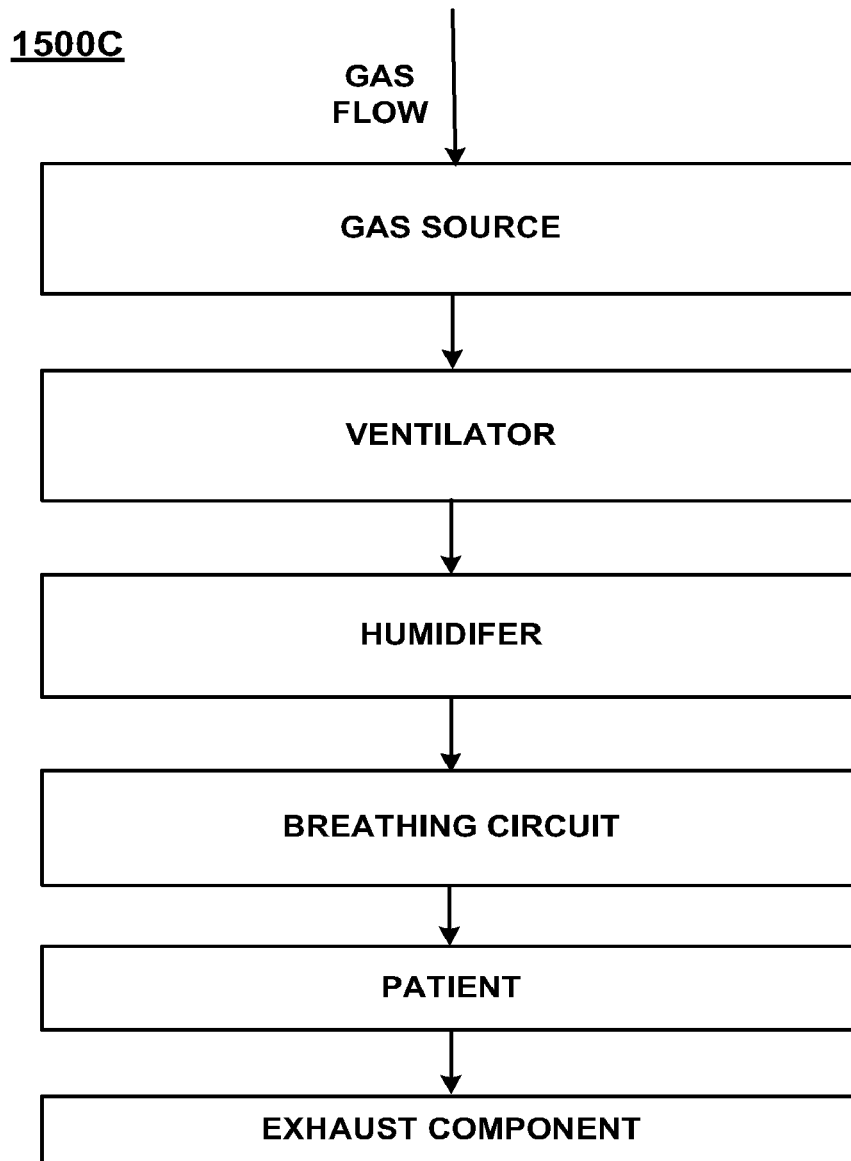 1500C
GAS
FLOW
GAS SOURCE
VENTILATOR
HUMIDIFER
BREATHING CIRCUIT
PATIENT
EXHAUST COMPONENT